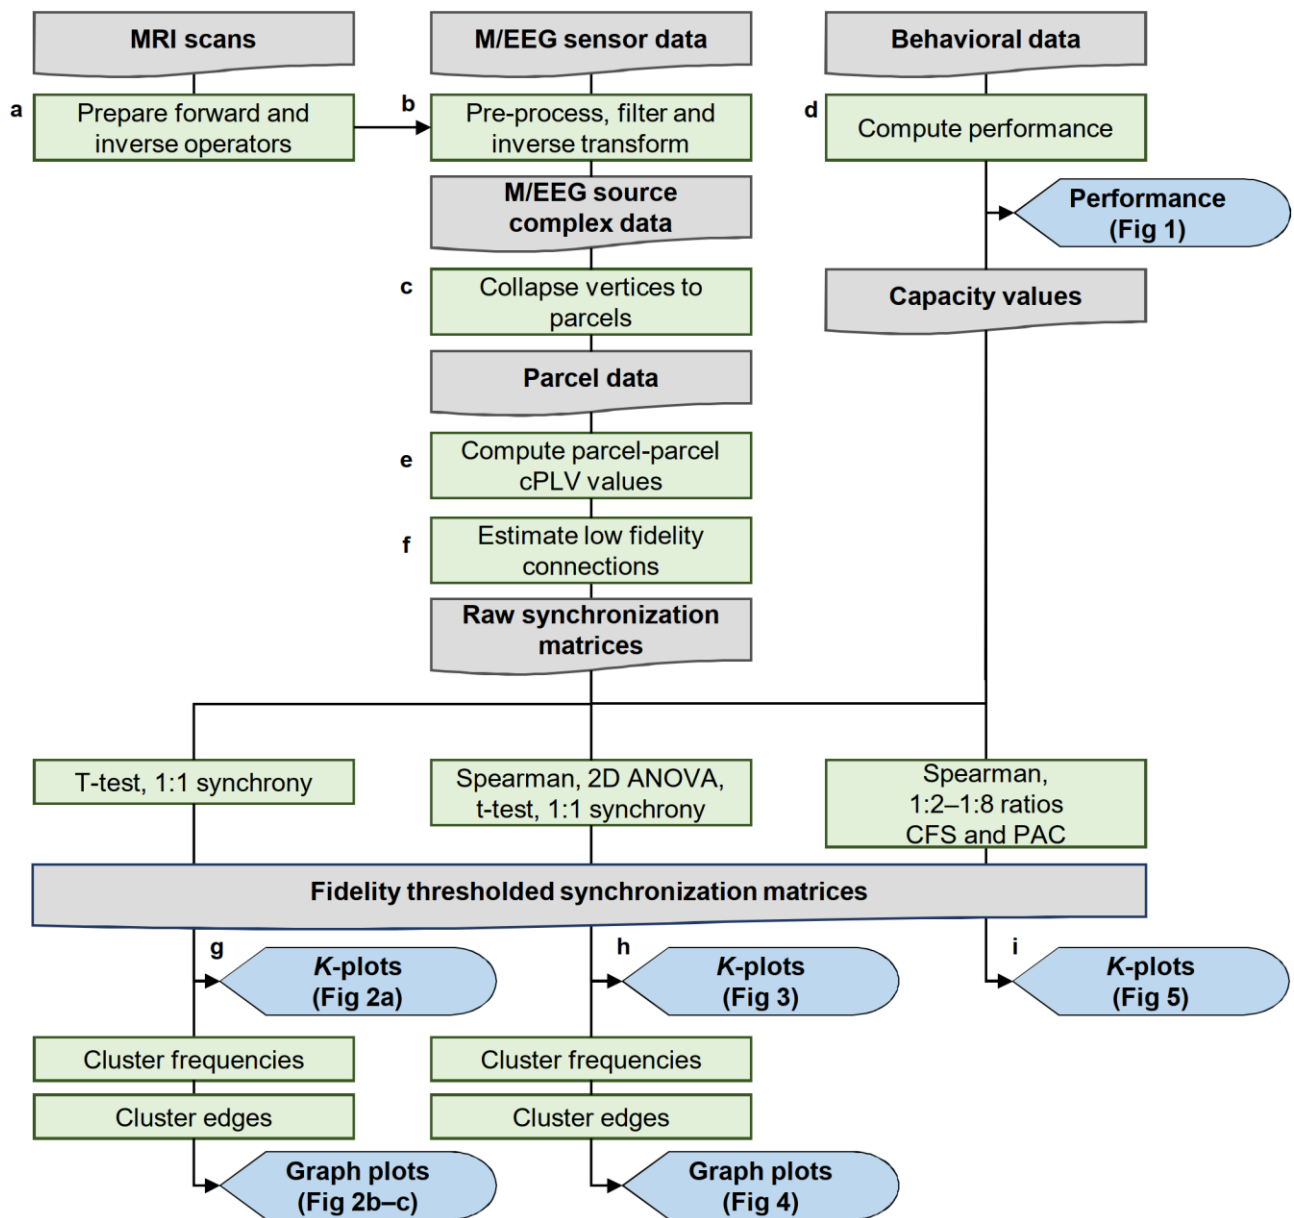 MRI scans
M/EEG sensor data
Behavioral data
a
Prepare forward and
inverse operators
b
Pre-process, filter and
inverse transform
d
Compute performance
M/EEG source
complex data
Performance
(Fig 1)
c
Collapse vertices to
parcels
Capacity values
Parcel data
e
Compute parcel-parcel
cPLV values
f
Estimate low fidelity
connections
Raw synchronization
matrices
T-test, 1:1 synchrony
Spearman, 2D ANOVA,
t-test, 1:1 synchrony
Spearman,
1:2–1:8 ratios
CFS and PAC
Fidelity thresholded synchronization matrices
g
K-plots
(Fig 2a)
h
K-plots
(Fig 3)
i
K-plots
(Fig 5)
Cluster frequencies
Cluster frequencies
Cluster edges
Cluster edges
Graph plots
(Fig 2b–c)
Graph plots
(Fig 4)